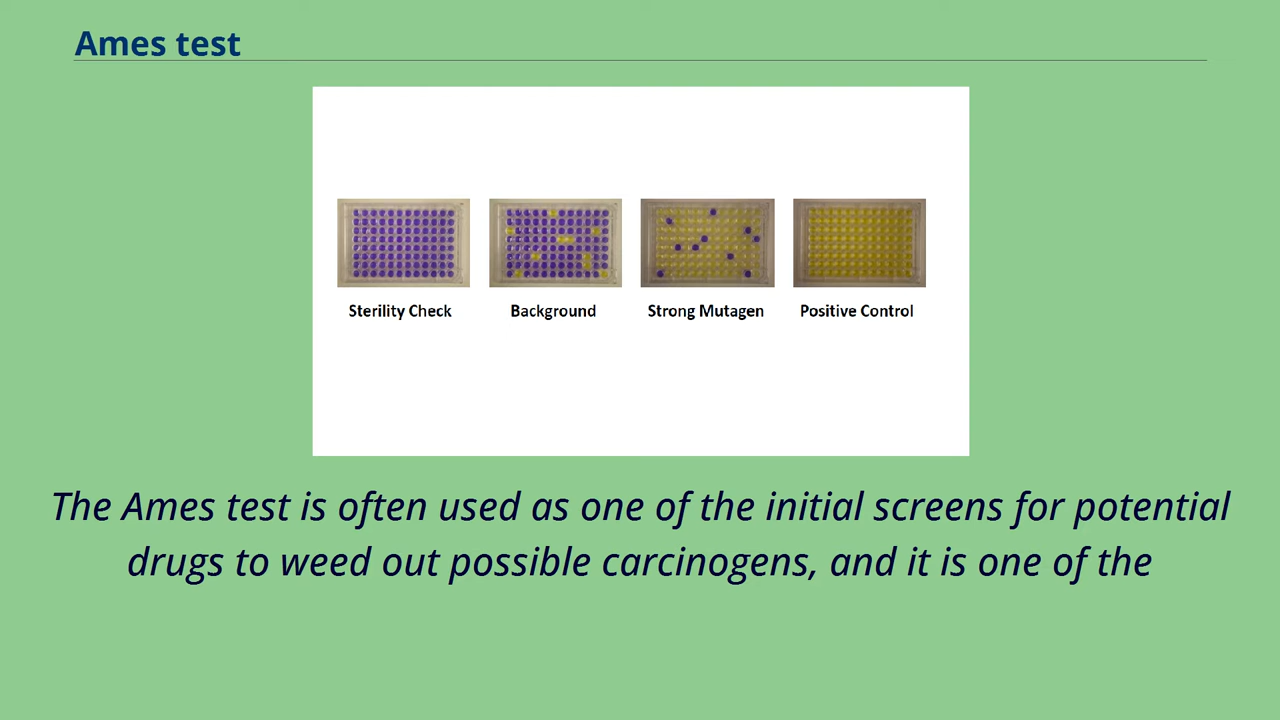 Ames test
Sterility Check
Background
Strong Mutagen
Positive Control
The Ames test is often used as one of the initial screens for potential
drugs to weed out possible carcinogens, and it is one of the